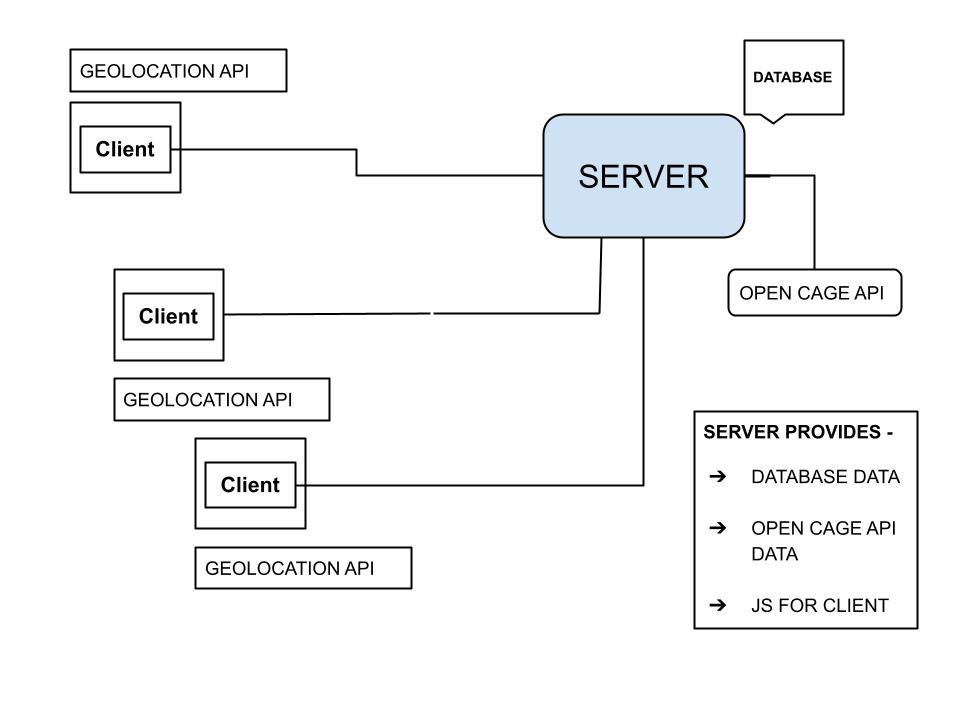 GEOLOCATION API
DATABASE
Client
SERVER
OPEN CAGE API
Client
GEOLOCATION API
SERVER PROVIDES -
➔ DATABASE DATA
Client
➔ OPEN CAGE API
DATA
GEOLOCATION API
➔ JS FOR CLIENT